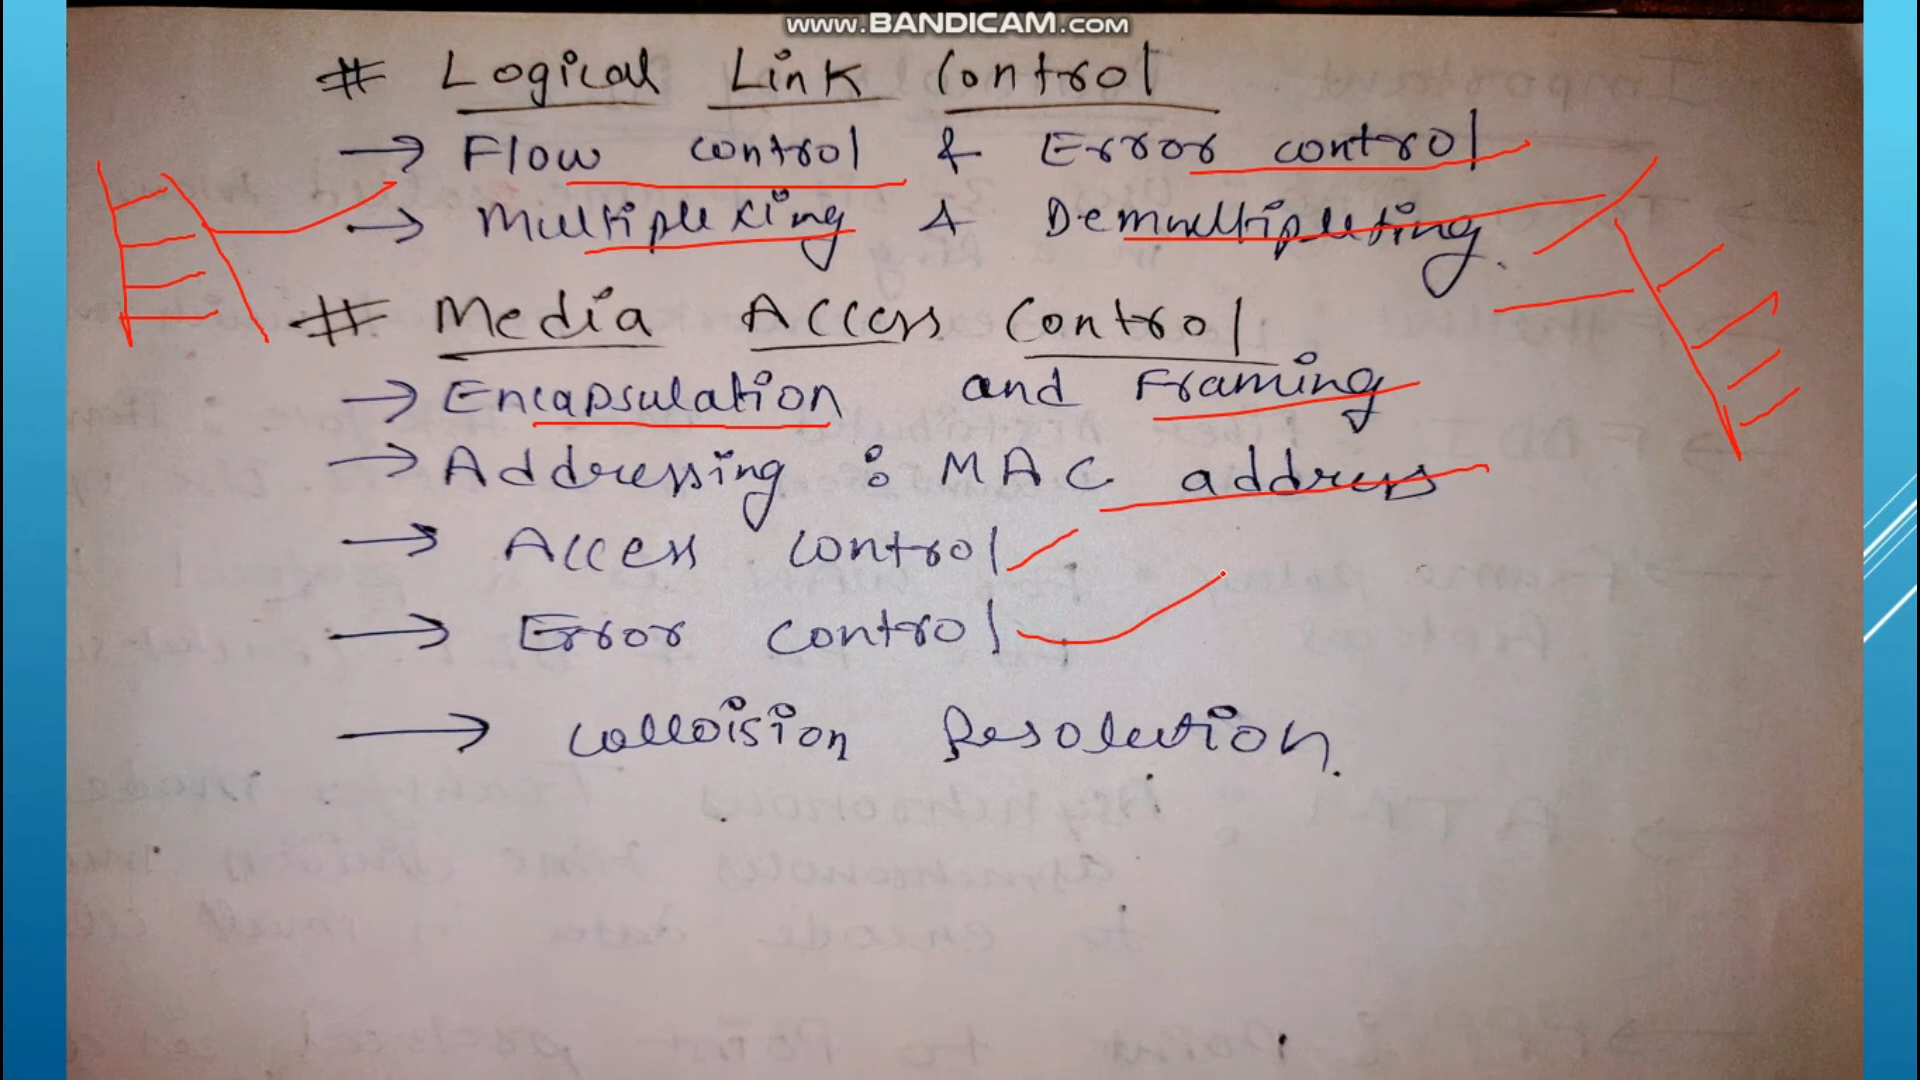 WWW.BANDICAM.COM
# Logical Link Control
→ Flow control & Error control
→ Multiplexing & Demultiplexing.
# Media Access Control
→ Encapsulation and Framing
→ Addressing : MAC address
→ Access control
→ Error control
→ Colloision Resolution.